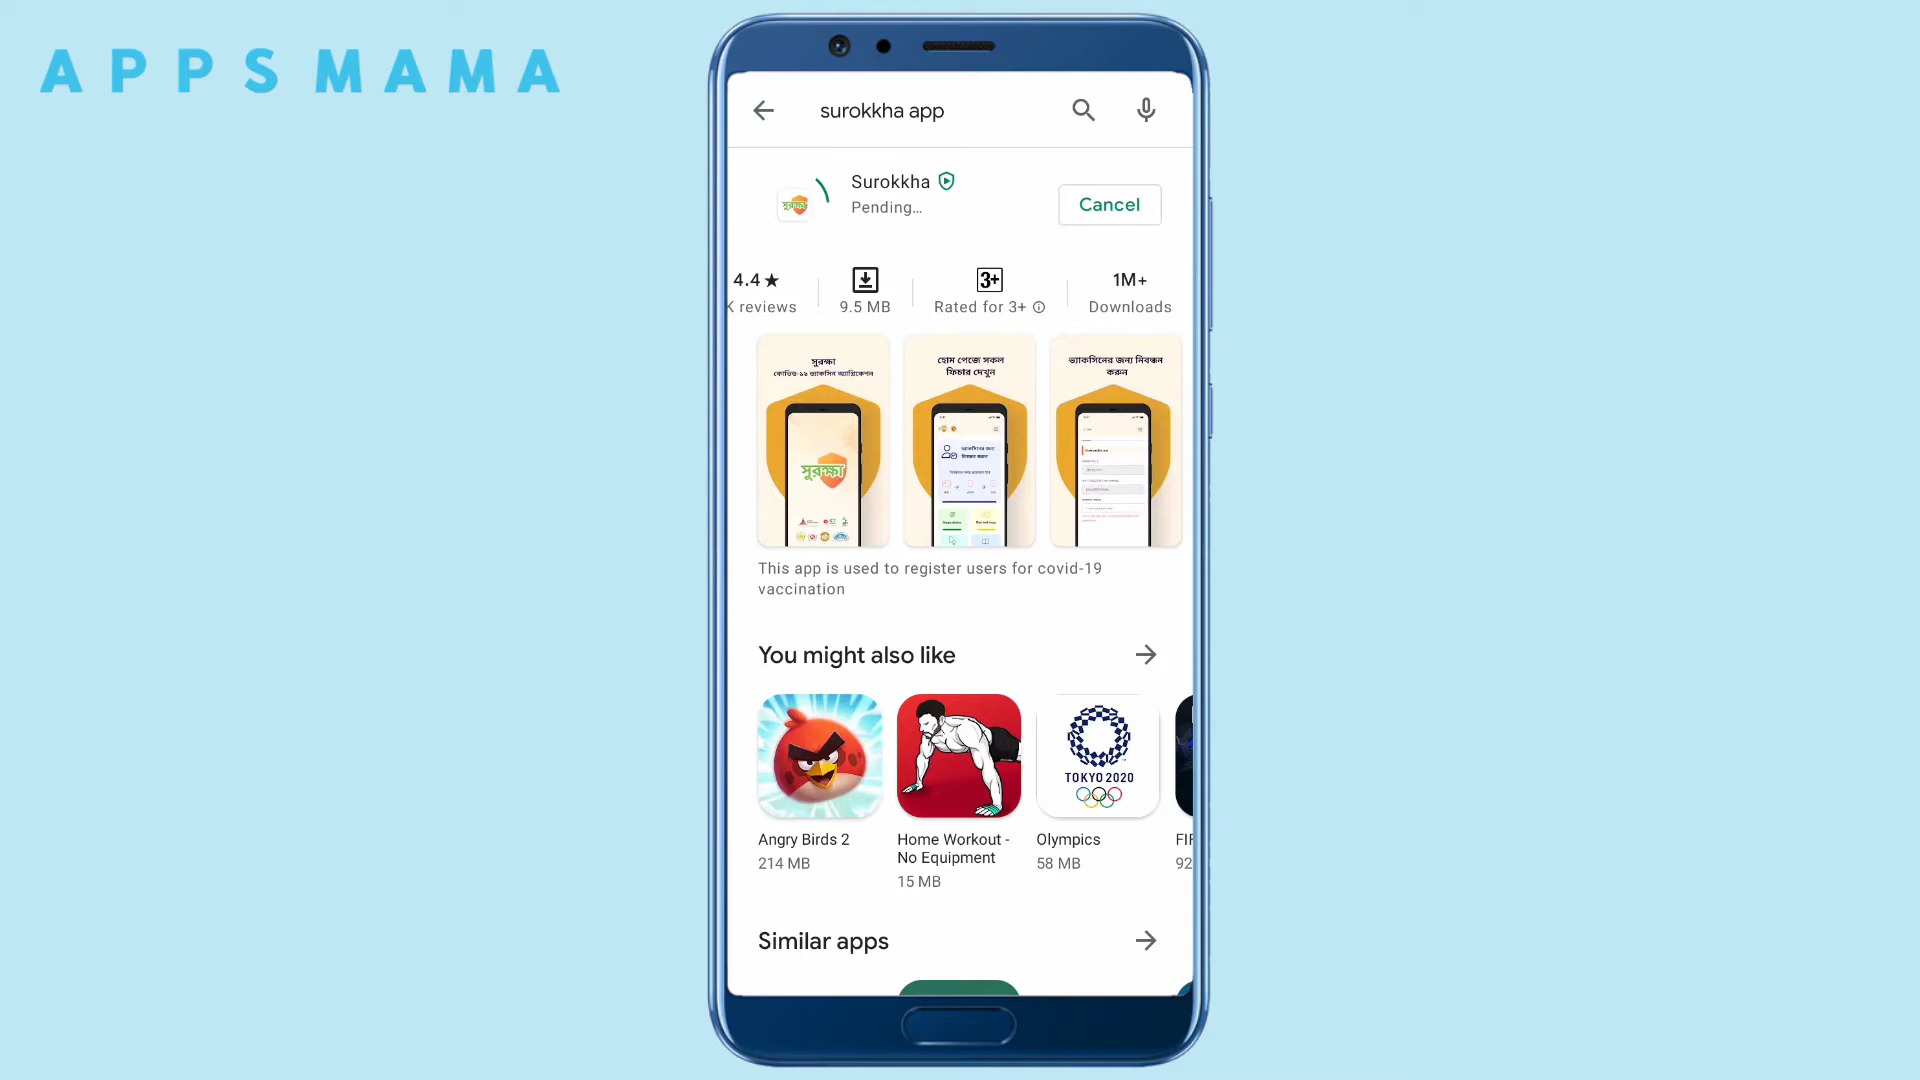 APPSMAMA
surokkha app
Surokkha
Pending…
Cancel
সুরক্ষা
4.4★
K reviews
9.5 MB
3+
Rated for 3+
1M+
Downloads
সুরক্ষা
কোভিড-১৯ ভ্যাকসিন অ্যাপ্লিকেশন
হোম পেজে সকল
ফিচার দেখুন
ভ্যাকসিনের জন্য নিবন্ধন
করুন
সুরক্ষা
This app is used to register users for covid-19
vaccination
You might also like
TOKYO 2020
Angry Birds 2
214 MB
Home Workout -
No Equipment
15 MB
Olympics
58 MB
92
Similar apps